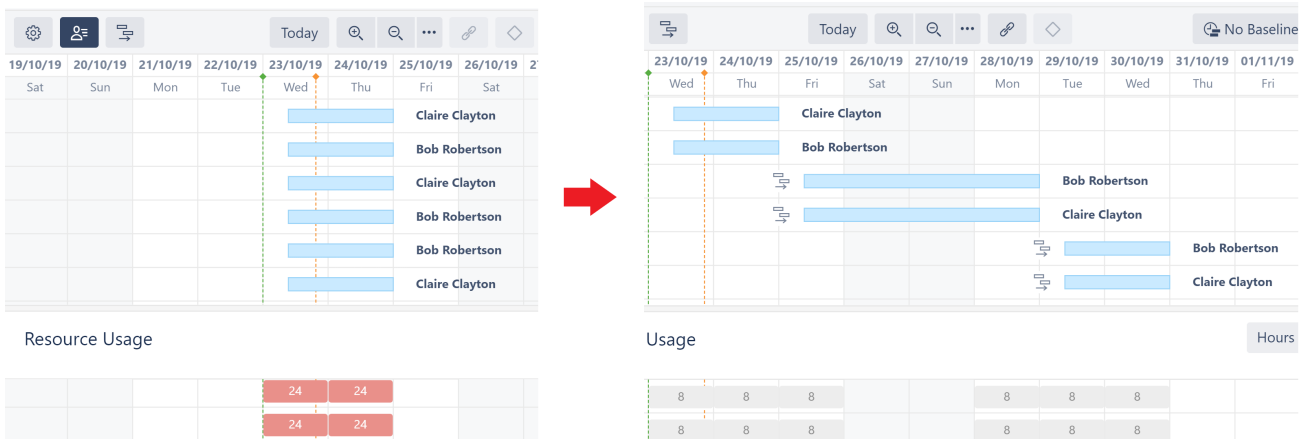 Today
19/10/19 20/10/19 21/10/19 22/10/19 23/10/19 24/10/19 25/10/19 26/10/19
Sat Sun Mon Tue Wed Thu Fri Sat
Claire Clayton
Bob Robertson
Claire Clayton
Bob Robertson
Bob Robertson
Claire Clayton
Resource Usage
24 24
24 24
Today No Baseline
23/10/19 24/10/19 25/10/19 26/10/19 27/10/19 28/10/19 29/10/19 30/10/19 31/10/19 01/11/19
Wed Thu Fri Sat Sun Mon Tue Wed Thu Fri
Claire Clayton
Bob Robertson
Bob Robertson
Claire Clayton
Bob Robertson
Claire Clayton
Usage Hours
8 8 8 8 8 8
8 8 8 8 8 8